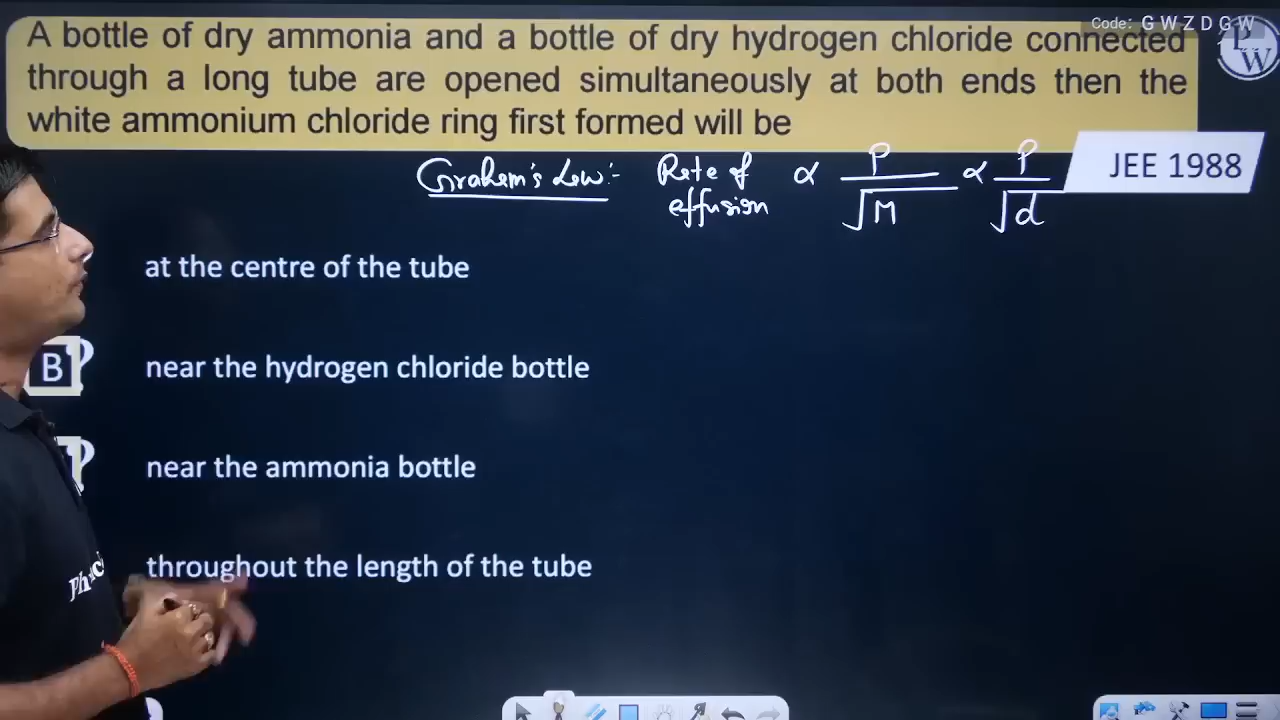 Code: G W Z D G W
A bottle of dry ammonia and a bottle of dry hydrogen chloride connected
through a long tube are opened simultaneously at both ends then the
white ammonium chloride ring first formed will be
PW
JEE 1988
Graham's Law:- Rate of effusion ∝ P/√M ∝ P/√d
at the centre of the tube
B ? near the hydrogen chloride bottle
? near the ammonia bottle
throughout the length of the tube